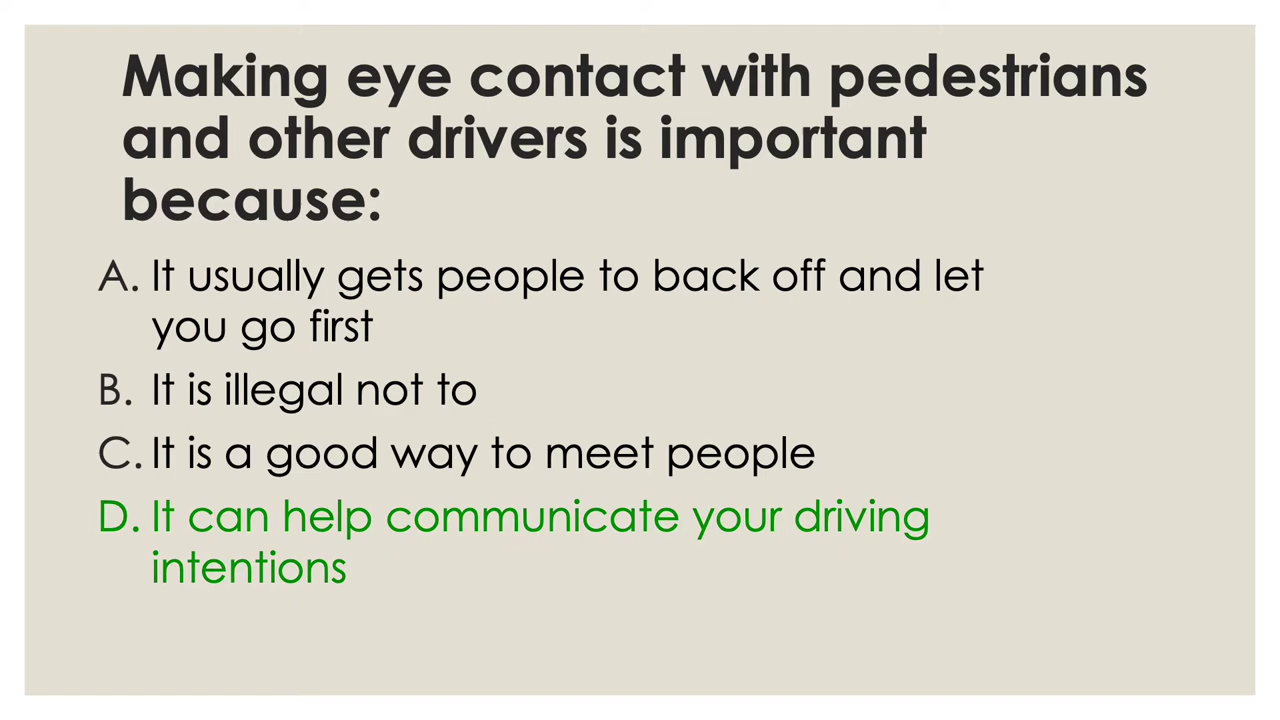 Making eye contact with pedestrians
and other drivers is important
because:
A. It usually gets people to back off and let
you go first
B. It is illegal not to
C. It is a good way to meet people
D. It can help communicate your driving
intentions